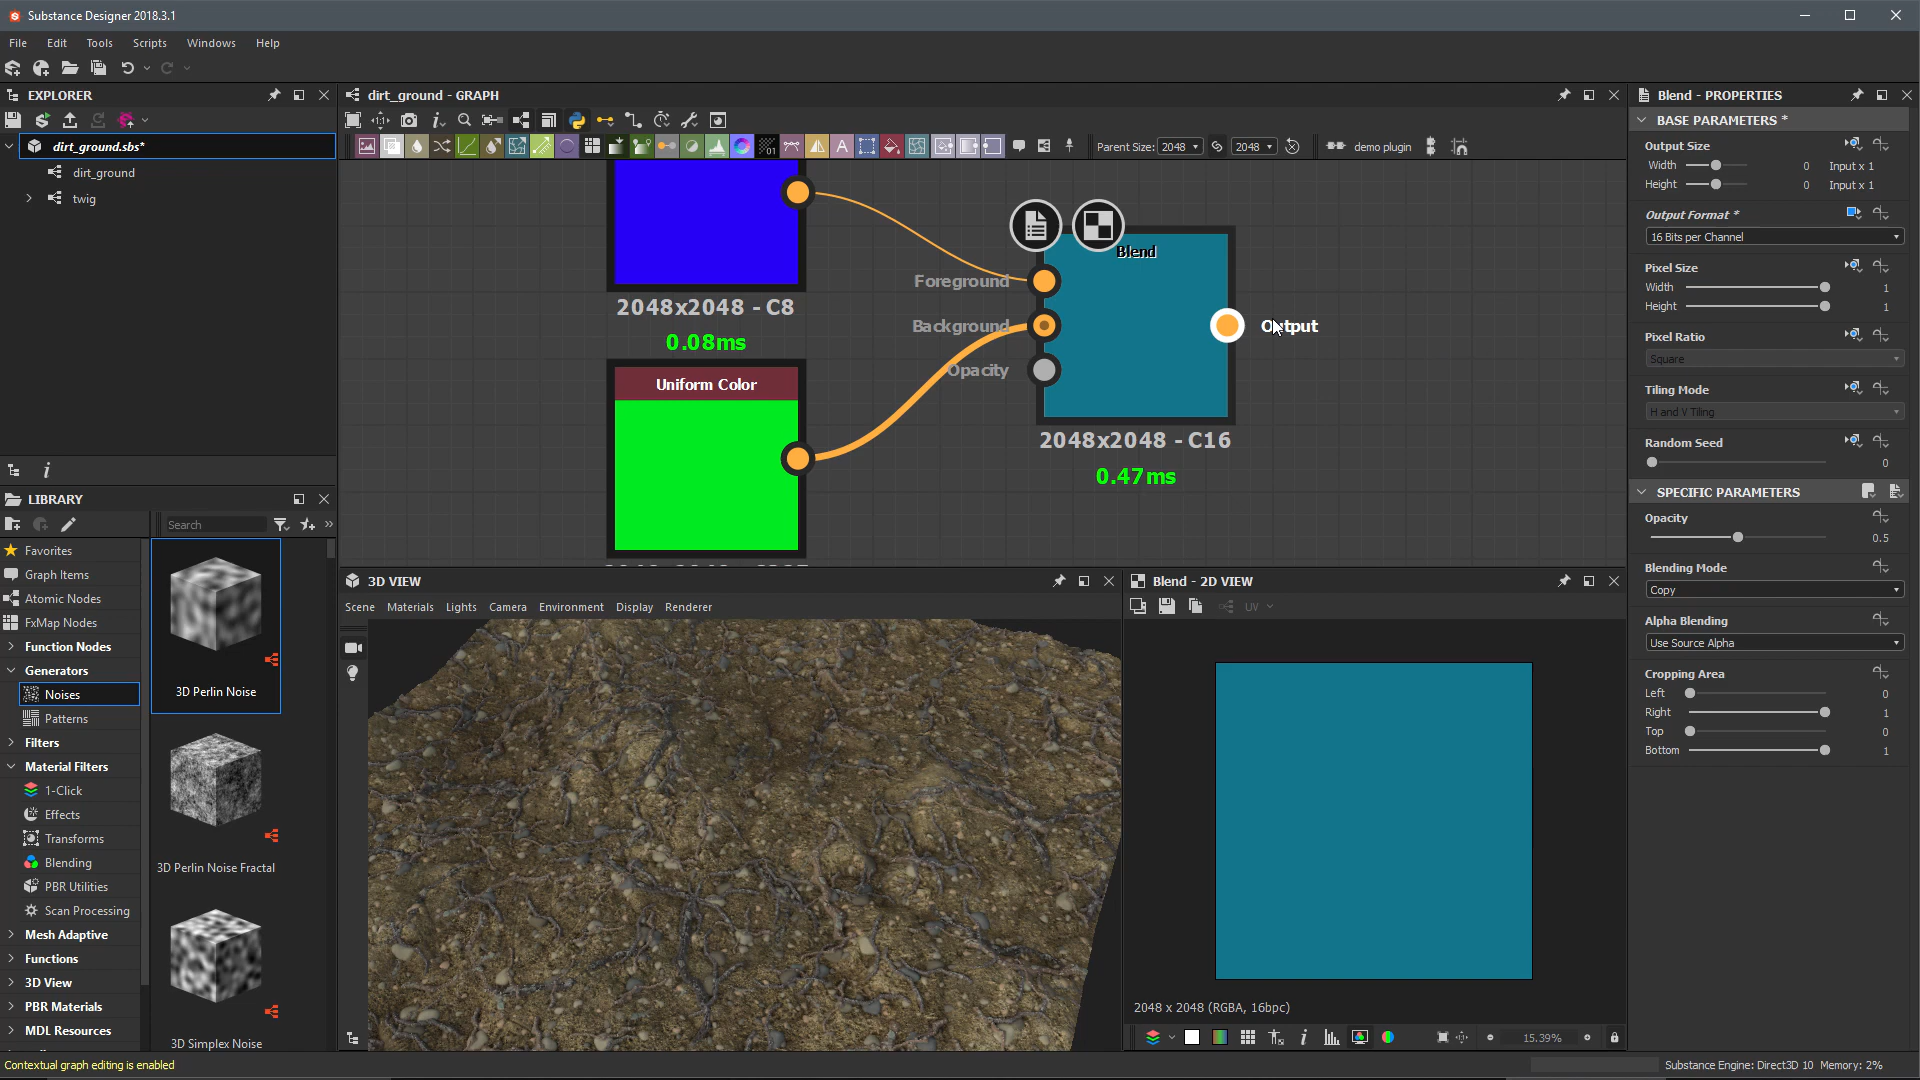 Substance Designer 2018.3.1
File Edit Tools Scripts Windows Help
EXPLORER
dirt_ground.sbs*
dirt_ground
twig
LIBRARY
Search
Favorites
Graph Items
Atomic Nodes
FxMap Nodes
Function Nodes
Generators
Noises
Patterns
Filters
Material Filters
1-Click
Effects
Transforms
Blending
PBR Utilities
Scan Processing
Mesh Adaptive
Functions
3D View
PBR Materials
MDL Resources
3D Perlin Noise
3D Perlin Noise Fractal
3D Simplex Noise
dirt_ground - GRAPH
Parent Size: 2048 2048
demo plugin
2048x2048 - C8
0.08ms
Uniform Color
Blend
Foreground
Background
Opacity
Output
2048x2048 - C16
0.47ms
3D VIEW
Scene Materials Lights Camera Environment Display Renderer
Blend - 2D VIEW
UV
2048 x 2048 (RGBA, 16bpc)
15.39%
Blend - PROPERTIES
BASE PARAMETERS *
Output Size
Width 0 Input x 1
Height 0 Input x 1
Output Format *
16 Bits per Channel
Pixel Size
Width 1
Height 1
Pixel Ratio
Square
Tiling Mode
H and V Tiling
Random Seed
0
SPECIFIC PARAMETERS
Opacity
0.5
Blending Mode
Copy
Alpha Blending
Use Source Alpha
Cropping Area
Left 0
Right 1
Top 0
Bottom 1
Contextual graph editing is enabled
Substance Engine: Direct3D 10 Memory: 2%